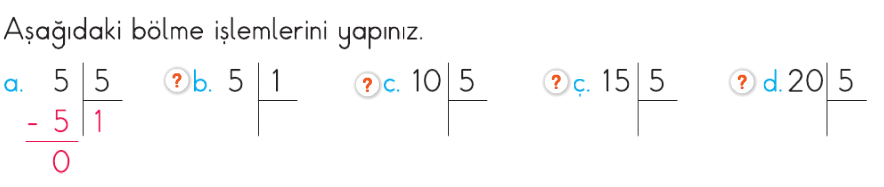 Aşağıdaki bölme işlemlerini yapınız.
a. 5 5 ? b. 5 1 ? c. 10 5 ? ç. 15 5 ? d. 20 5
- 5 1
0